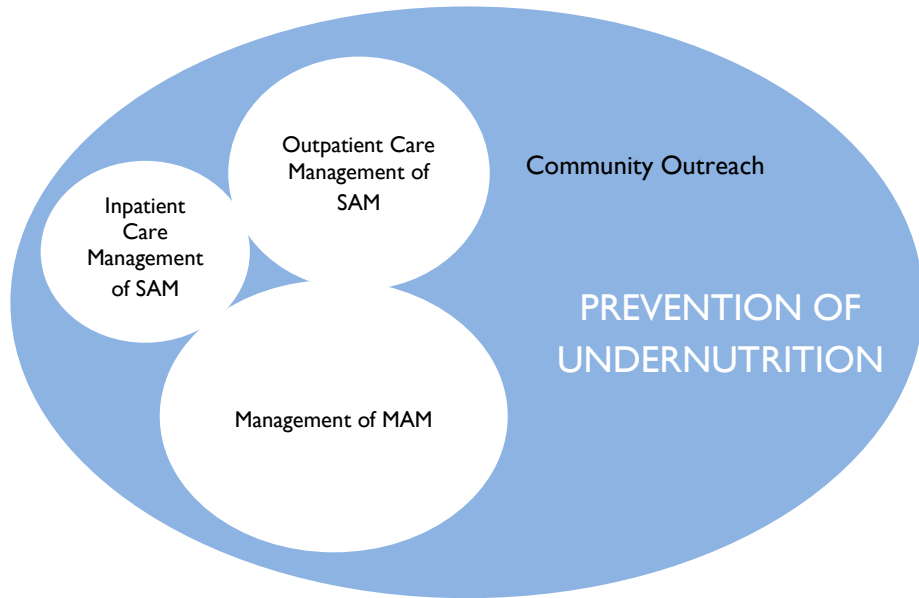 Outpatient Care
Management of
SAM
Community Outreach
Inpatient
Care
Management
of SAM
PREVENTION OF
UNDERNUTRITION
Management of MAM